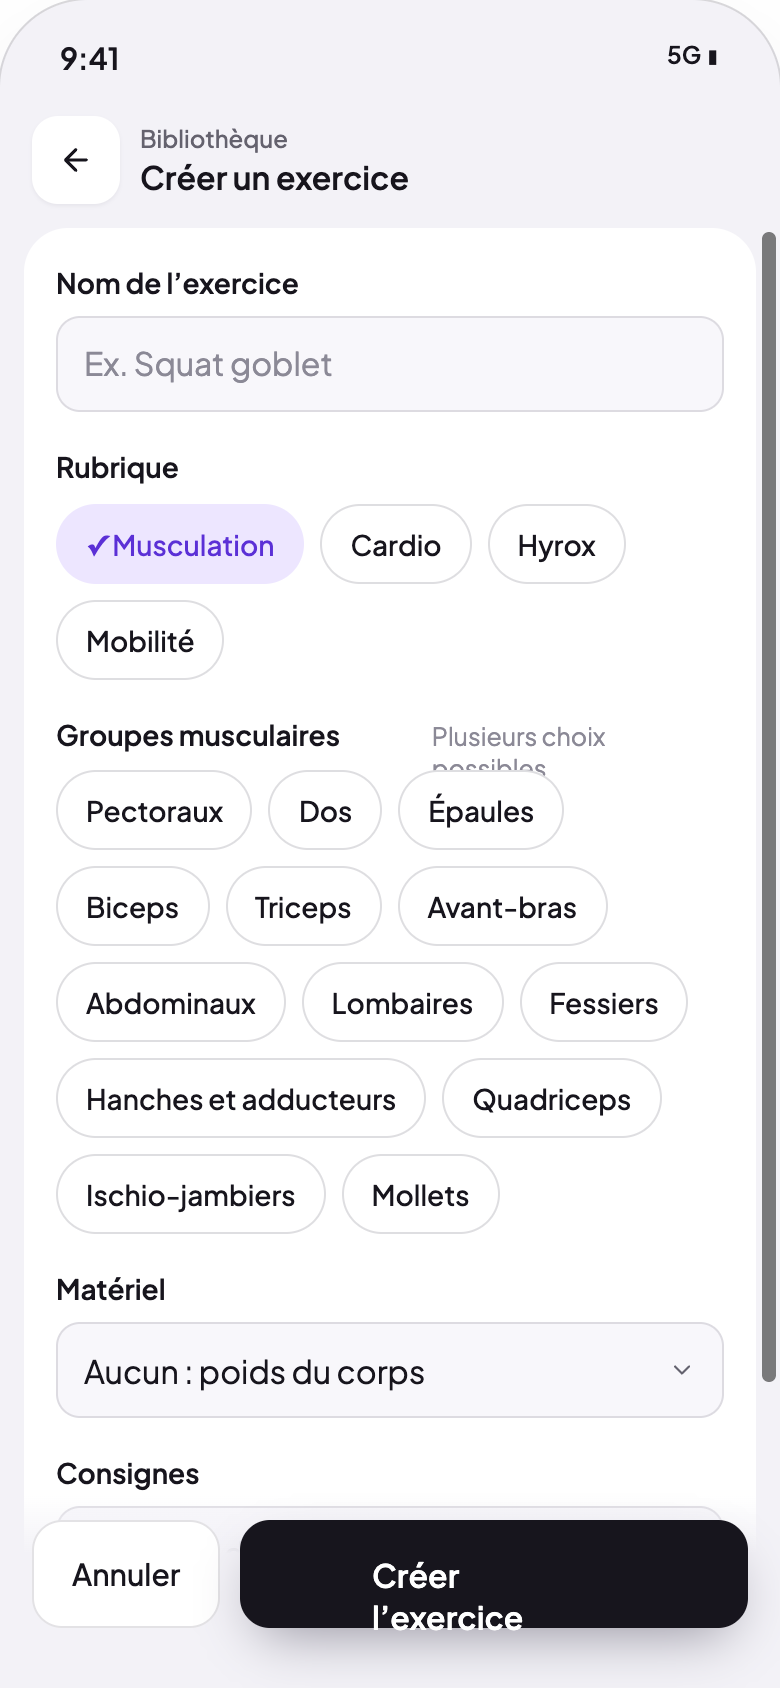 9:41
5G
Bibliothèque
Créer un exercice
Nom de l’exercice
Ex. Squat goblet
Rubrique
✓Musculation
Cardio
Hyrox
Mobilité
Groupes musculaires
Plusieurs choix
possibles
Pectoraux
Dos
Épaules
Biceps
Triceps
Avant-bras
Abdominaux
Lombaires
Fessiers
Hanches et adducteurs
Quadriceps
Ischio-jambiers
Mollets
Matériel
Aucun : poids du corps
Consignes
Annuler
Créer
l’exercice